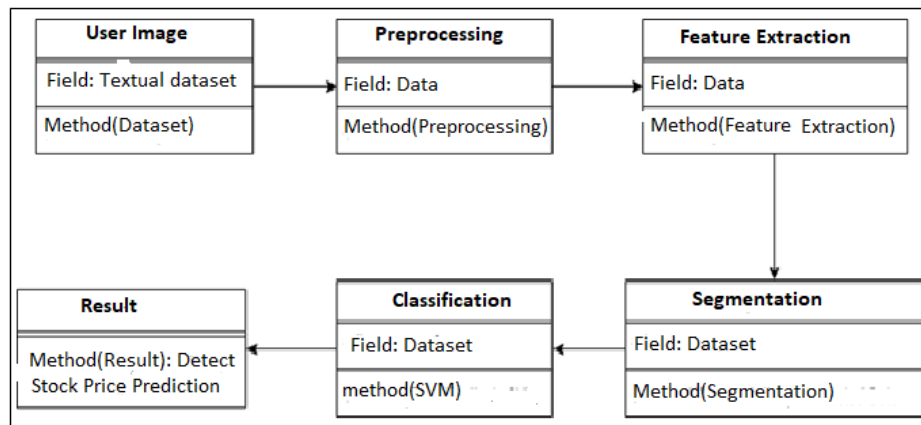 User Image
Field: Textual dataset
Method(Dataset)
Preprocessing
Field: Data
Method(Preprocessing)
Feature Extraction
Field: Data
Method(Feature Extraction)
Segmentation
Field: Dataset
Method(Segmentation)
Classification
Field: Dataset
method(SVM)
Result
Method(Result): Detect
Stock Price Prediction